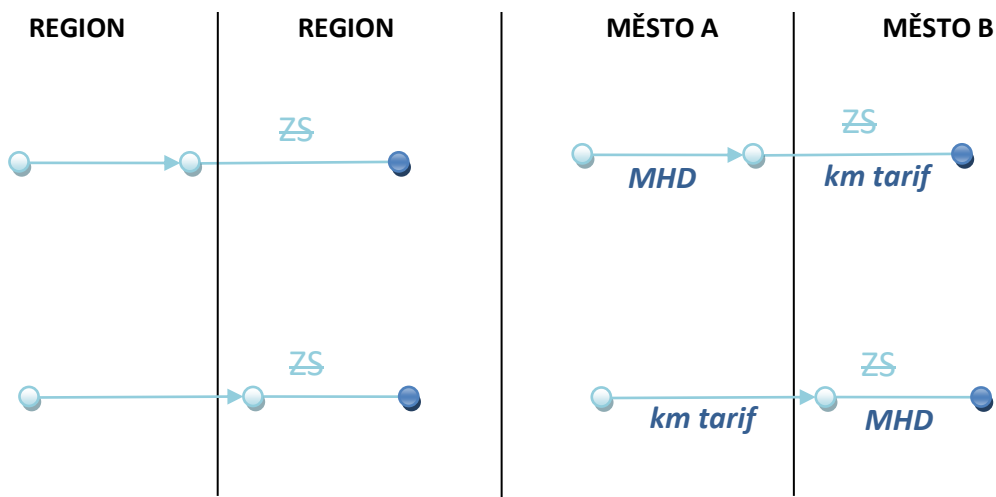 REGION
REGION
MĚSTO A
MĚSTO B
ZS
ZS
MHD
km tarif
ZS
ZS
km tarif
MHD